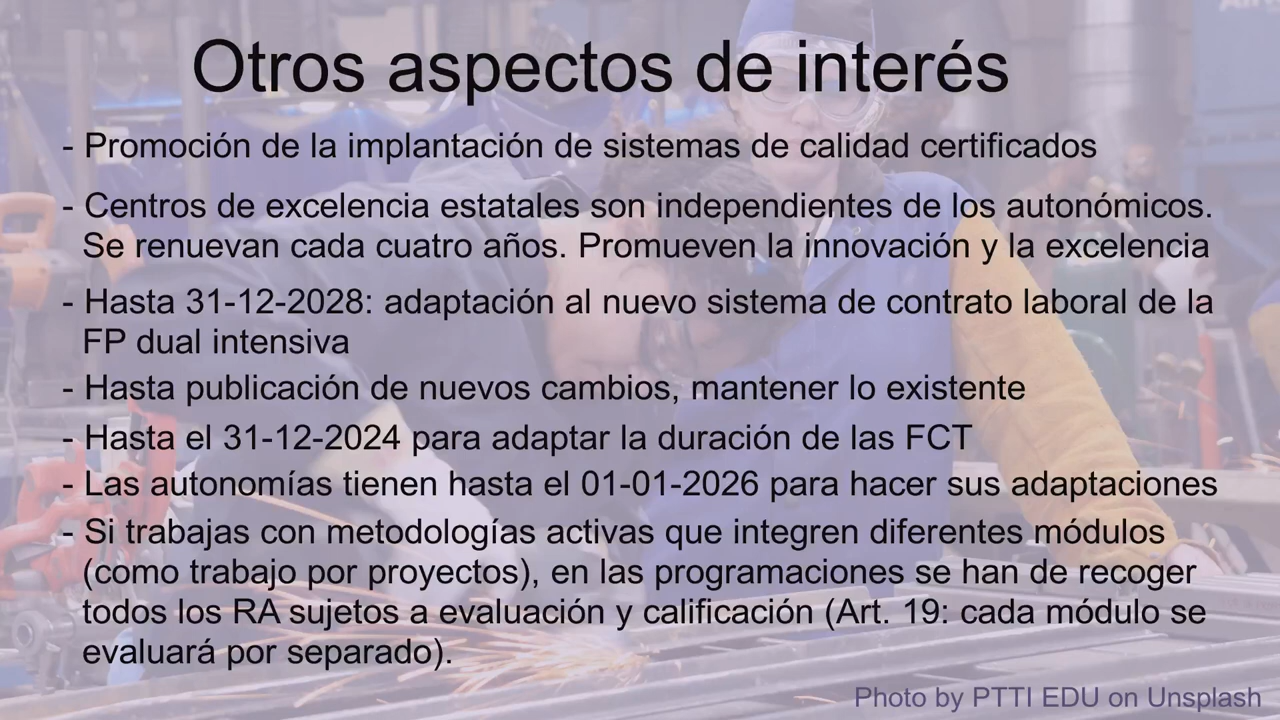 Otros aspectos de interés
- Promoción de la implantación de sistemas de calidad certificados
- Centros de excelencia estatales son independientes de los autonómicos.
Se renuevan cada cuatro años. Promueven la innovación y la excelencia
- Hasta 31-12-2028: adaptación al nuevo sistema de contrato laboral de la
FP dual intensiva
- Hasta publicación de nuevos cambios, mantener lo existente
- Hasta el 31-12-2024 para adaptar la duración de las FCT
- Las autonomías tienen hasta el 01-01-2026 para hacer sus adaptaciones
- Si trabajas con metodologías activas que integren diferentes módulos
(como trabajo por proyectos), en las programaciones se han de recoger
todos los RA sujetos a evaluación y calificación (Art. 19: cada módulo se
evaluará por separado).
Photo by PTTI EDU on Unsplash